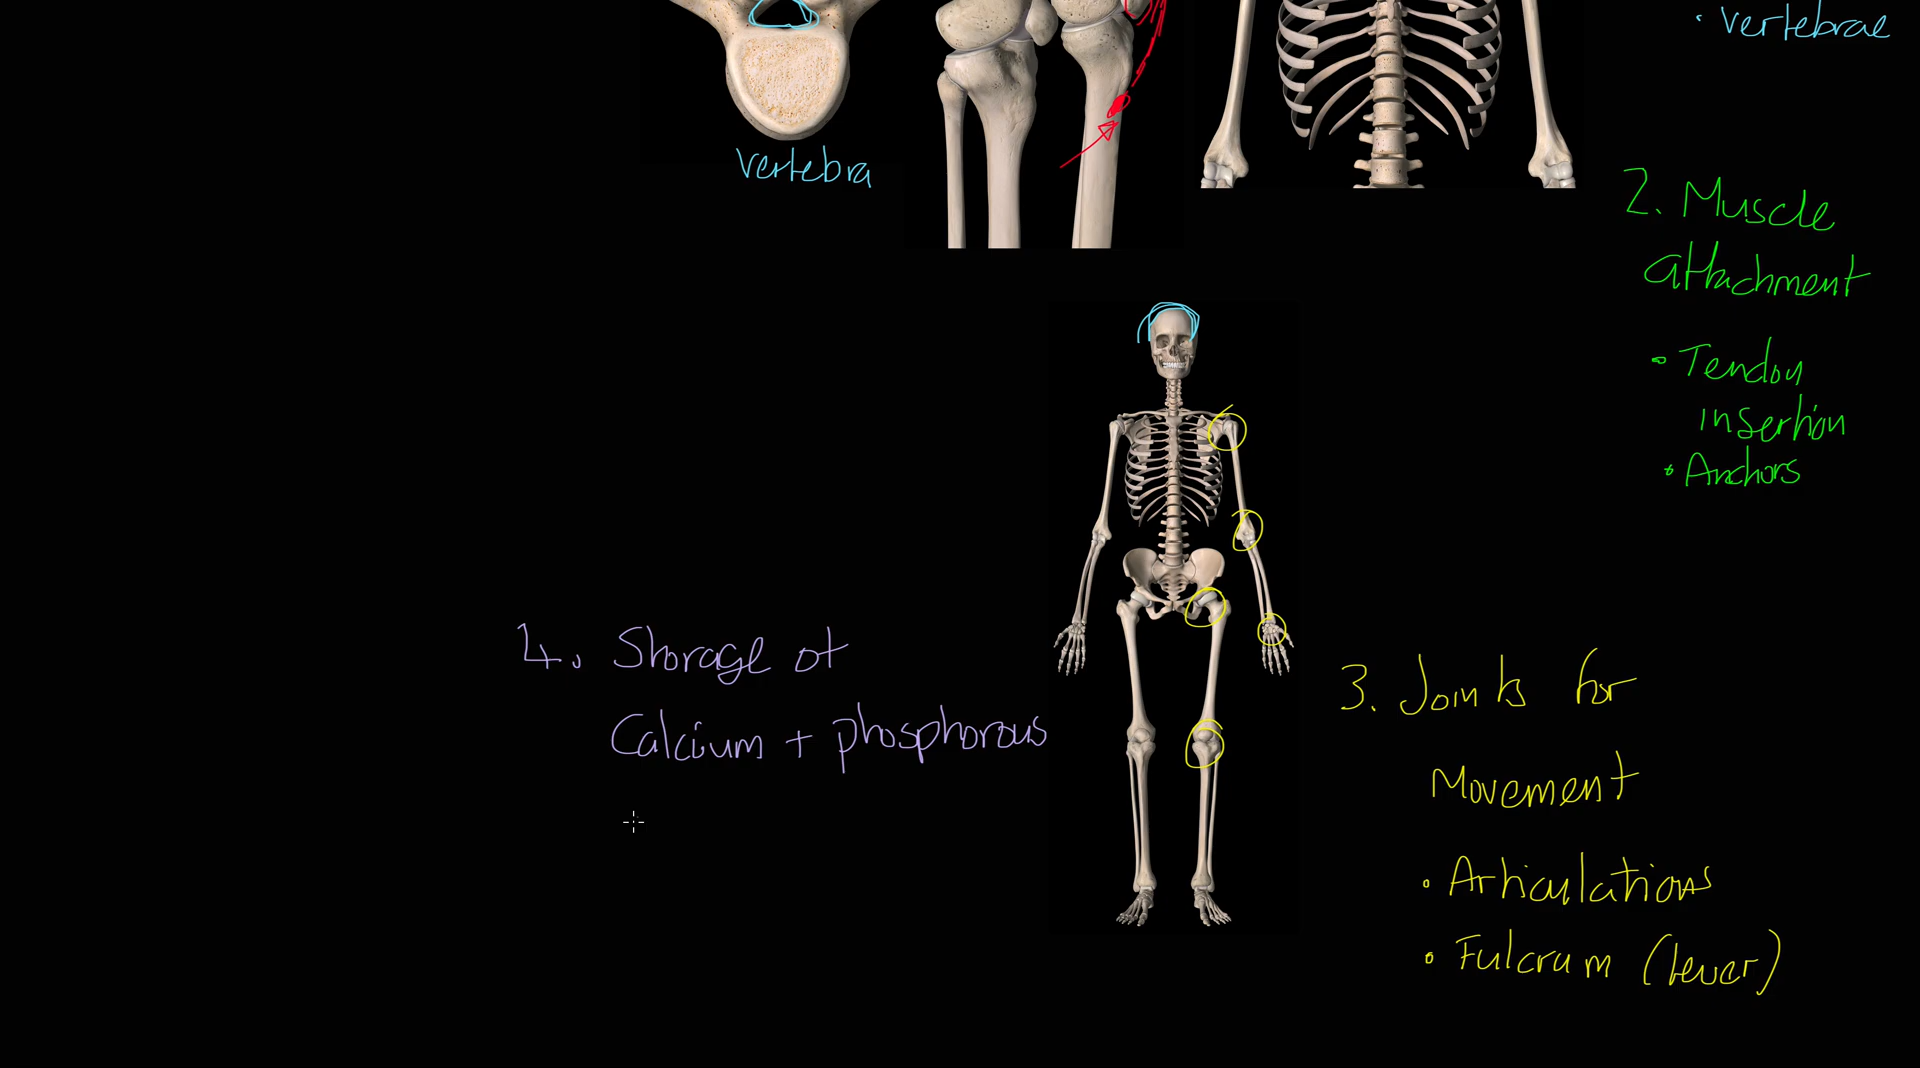 • vertebrae
vertebra
2. Muscle
attachment
• Tendon
insertion
• Anchors
4. Storage of
Calcium + phosphorous
3. Joints for
Movement
• Articulations
• Fulcrum (Lever)